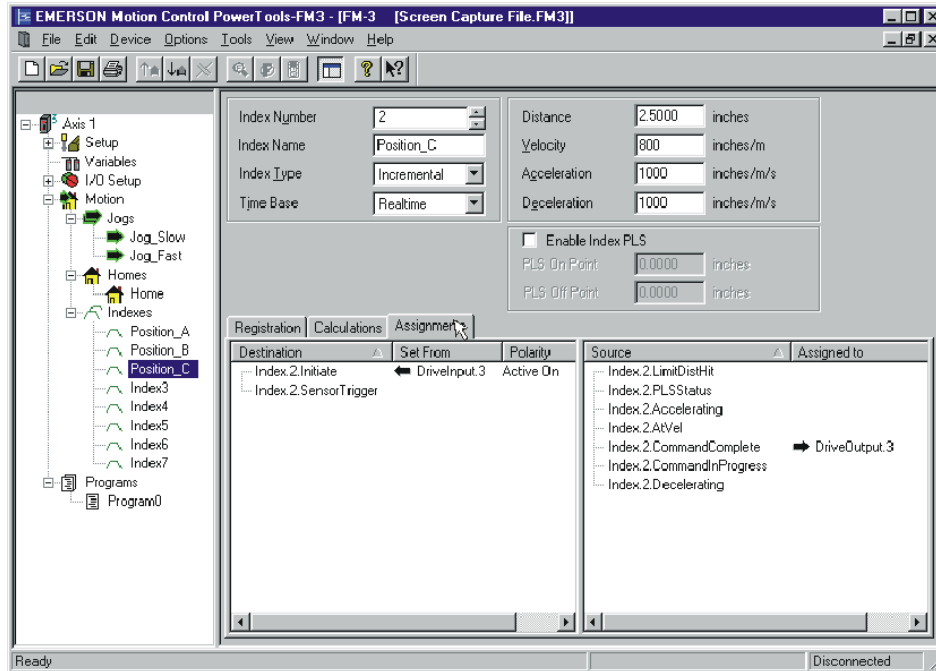 EMERSON Motion Control PowerTools-FM3 - [FM-3 [Screen Capture File.FM3]]
File Edit Device Options Tools View Window Help
Axis 1
Setup
Variables
I/O Setup
Motion
Jogs
Jog_Slow
Jog_Fast
Homes
Home
Indexes
Position_A
Position_B
Position_C
Index3
Index4
Index5
Index6
Index7
Programs
Program0
Index Number 2
Index Name Position_C
Index Type Incremental
Time Base Realtime
Distance 2.5000 inches
Velocity 800 inches/m
Acceleration 1000 inches/m/s
Deceleration 1000 inches/m/s
Enable Index PLS
PLS On Point 0.0000 inches
PLS Off Point 0.0000 inches
Registration Calculations Assignments
Destination Set From Polarity
Index.2.Initiate DriveInput.3 Active On
Index.2.SensorTrigger
Source Assigned to
Index.2.LimitDistHit
Index.2.PLSStatus
Index.2.Accelerating
Index.2.AtVel
Index.2.CommandComplete DriveOutput.3
Index.2.CommandInProgress
Index.2.Decelerating
Ready Disconnected